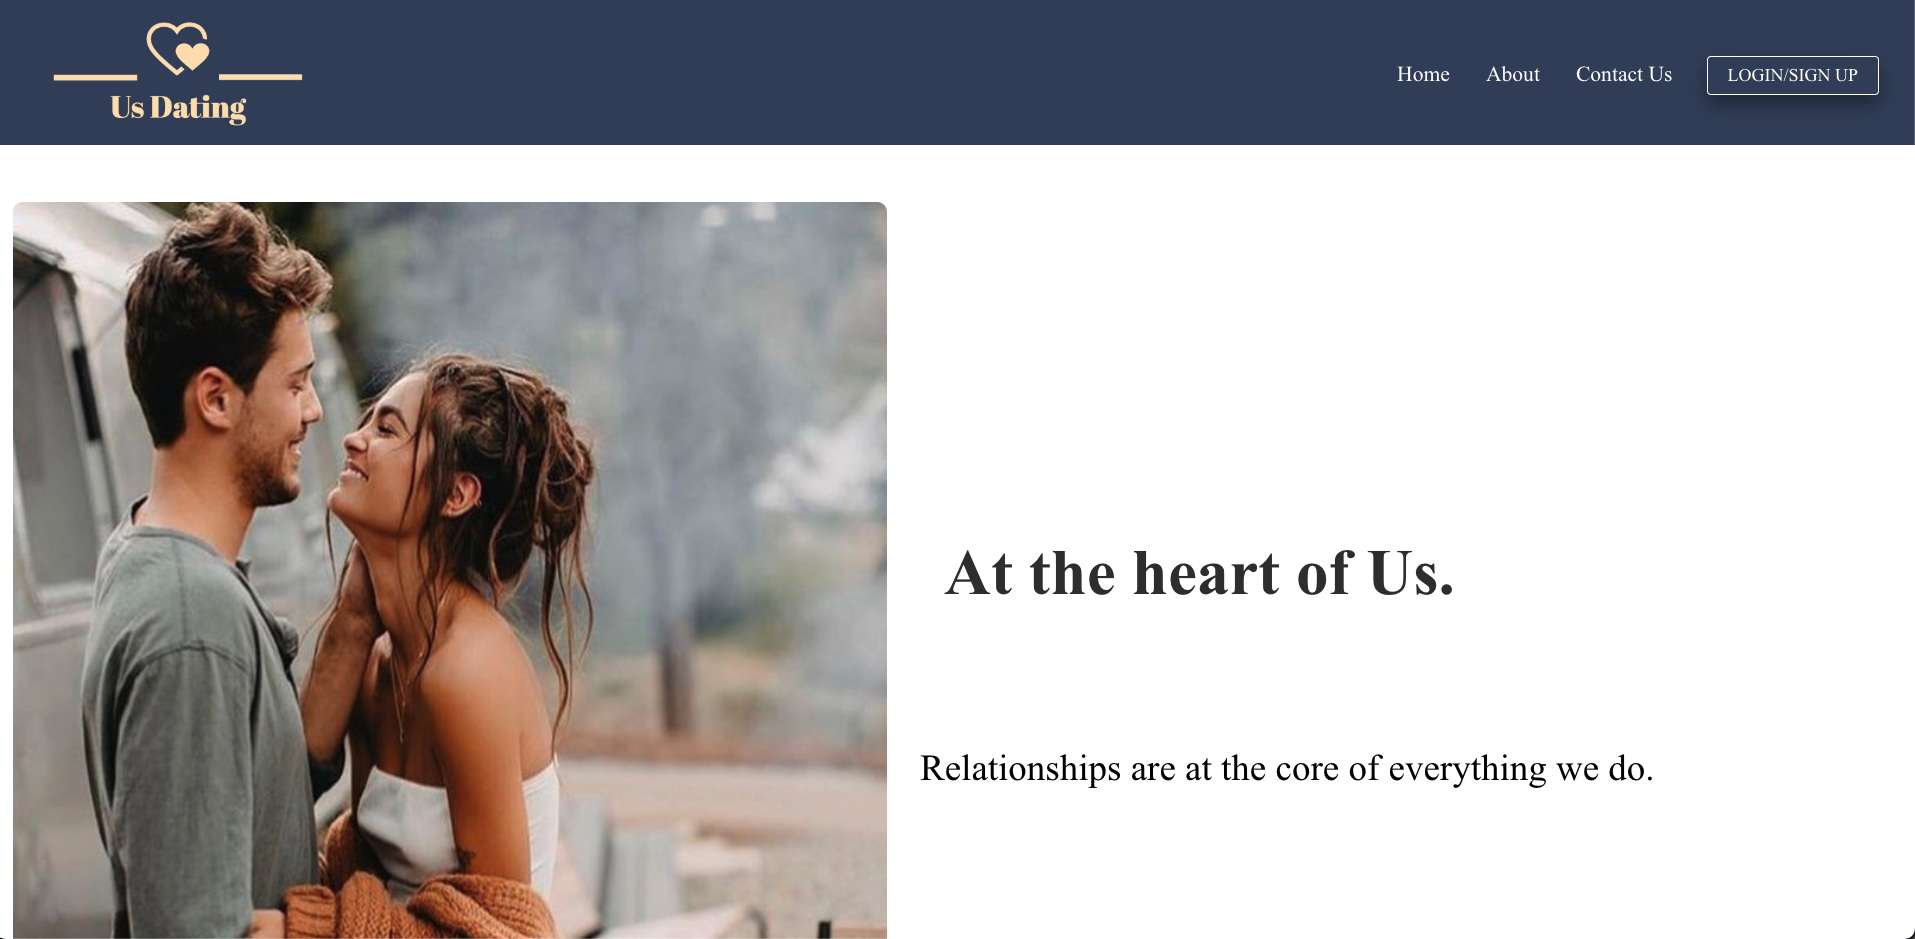 Us Dating
Home About Contact Us LOGIN/SIGN UP
At the heart of Us.
Relationships are at the core of everything we do.